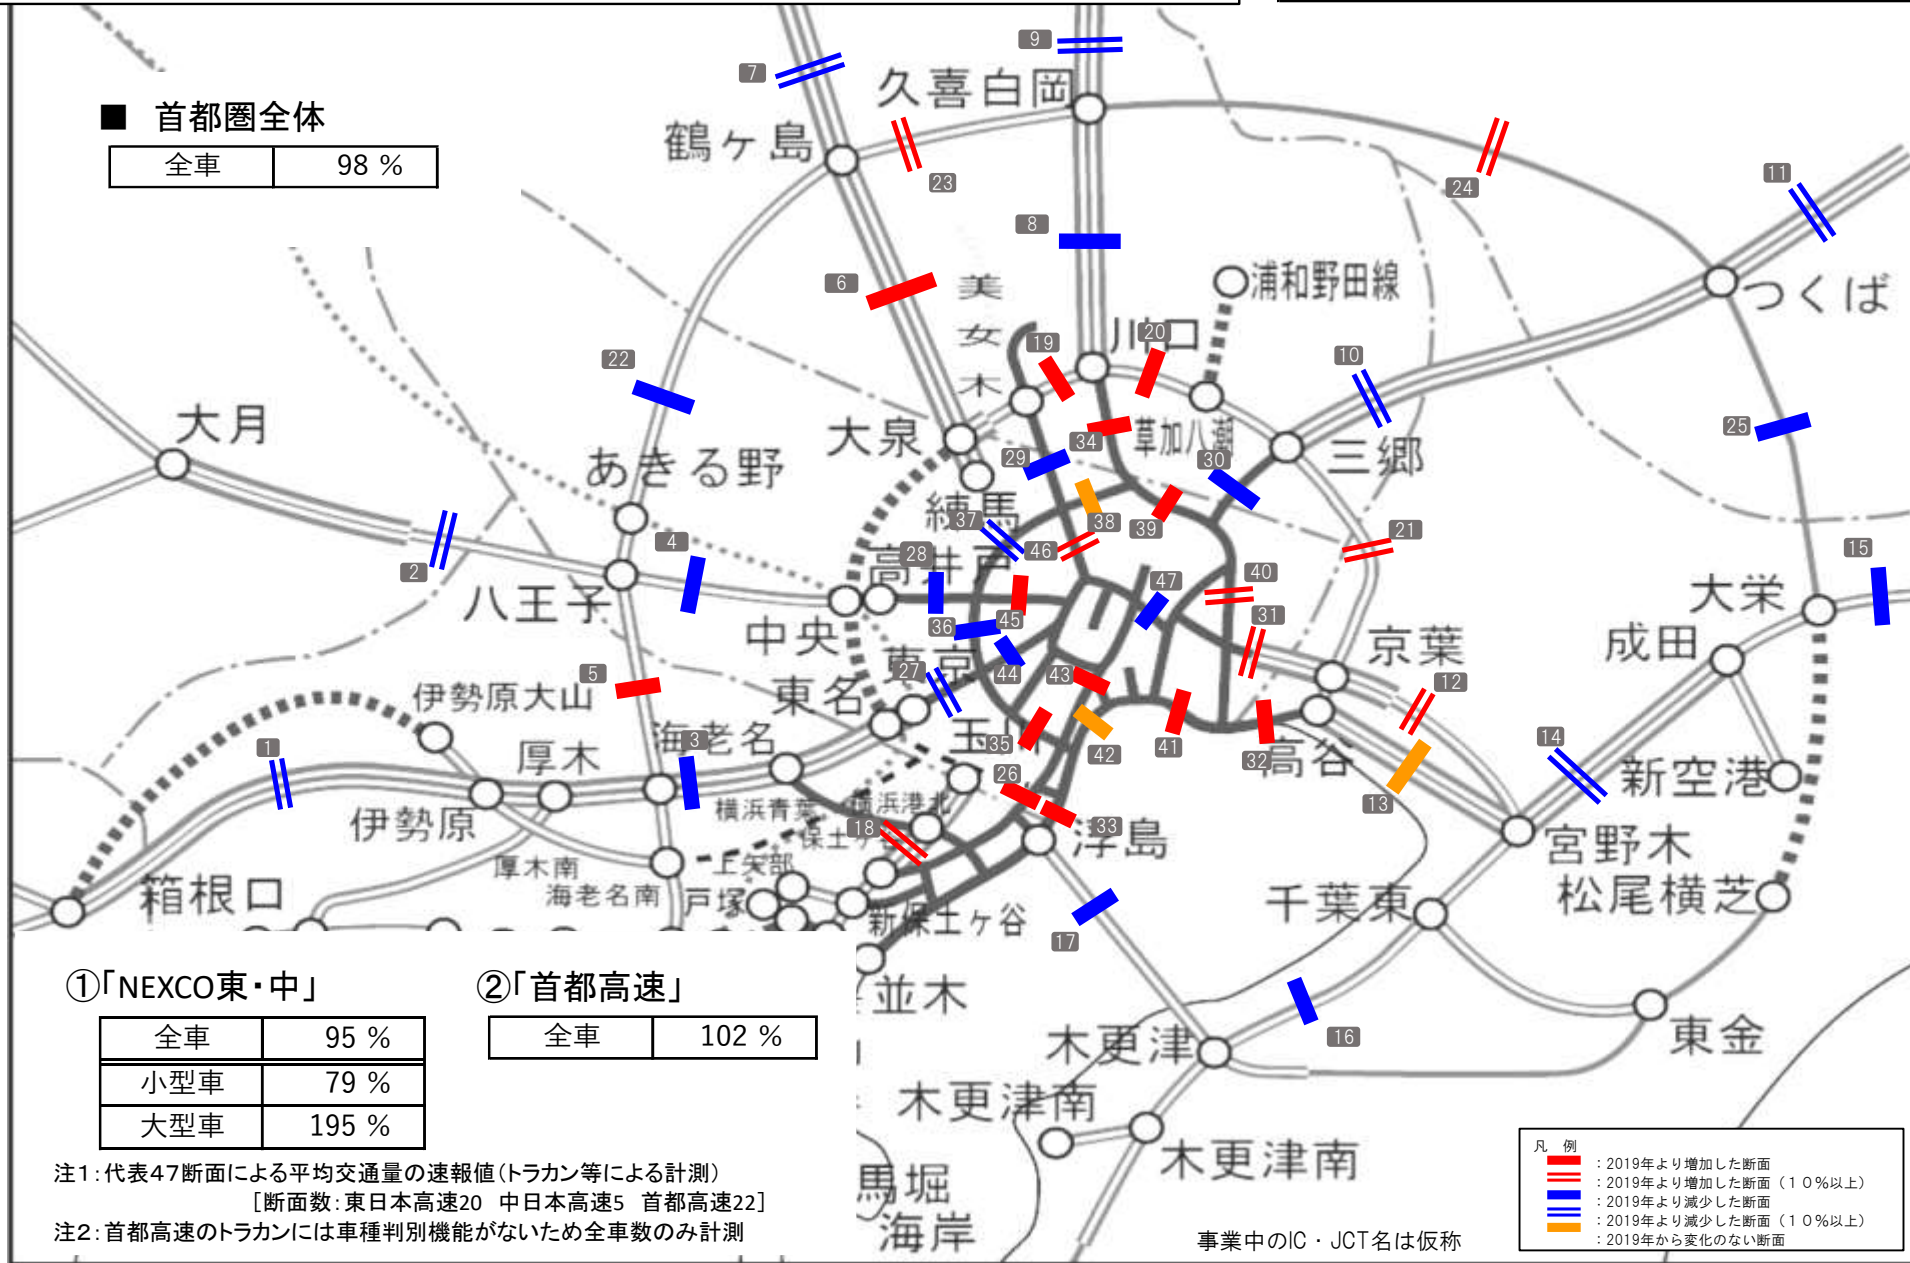 ■ 首都圏全体
全車 98 %
7
9
久喜白岡
鶴ヶ島
23
24
11
8
6
美女木
浦和野田線
つくば
22
19
川口
20
10
大月
大泉
34
草加八潮
25
あきる野
29
30
三郷
練馬
37
38
39
46
21
2
4
28
高井戸
15
八王子
36
45
47
40
31
大栄
中央
東京
京葉
成田
5
27
44
43
12
伊勢原大山
東名
玉川
35
42
41
32
高谷
14
1
厚木
海老名
3
26
13
新空港
伊勢原
横浜青葉
横浜港北
18
保土ヶ谷
33
浮島
宮野木
厚木南
上矢部
箱根口
海老名南
戸塚
新保土ヶ谷
17
千葉東
松尾横芝
並木
16
木更津
東金
木更津南
木更津南
馬堀
海岸
①「NEXCO東・中」
全車 95 %
小型車 79 %
大型車 195 %
②「首都高速」
全車 102 %
注1：代表47断面による平均交通量の速報値（トラカン等による計測）
［断面数：東日本高速20 中日本高速5 首都高速22］
注2：首都高速のトラカンには車種判別機能がないため全車数のみ計測
事業中のIC・JCT名は仮称
凡 例
：2019年より増加した断面
：2019年より増加した断面（１０％以上）
：2019年より減少した断面
：2019年より減少した断面（１０％以上）
：2019年から変化のない断面